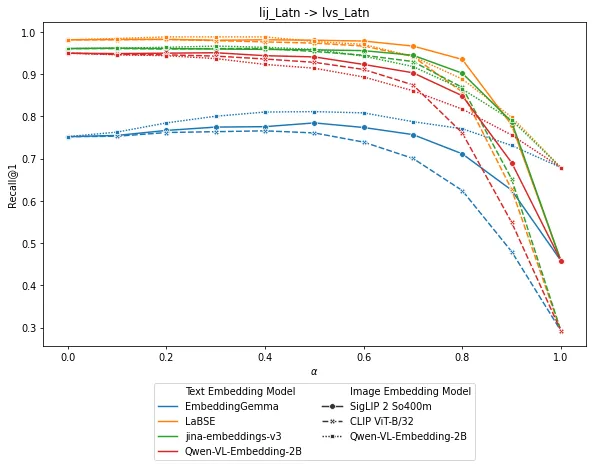 lij_Latn -> lvs_Latn
Recall@1
1.0
0.9
0.8
0.7
0.6
0.5
0.4
0.3
0.0 0.2 0.4 0.6 0.8 1.0
α
Text Embedding Model
EmbeddingGemma
LaBSE
jina-embeddings-v3
Qwen-VL-Embedding-2B
Image Embedding Model
SigLIP 2 So400m
CLIP ViT-B/32
Qwen-VL-Embedding-2B